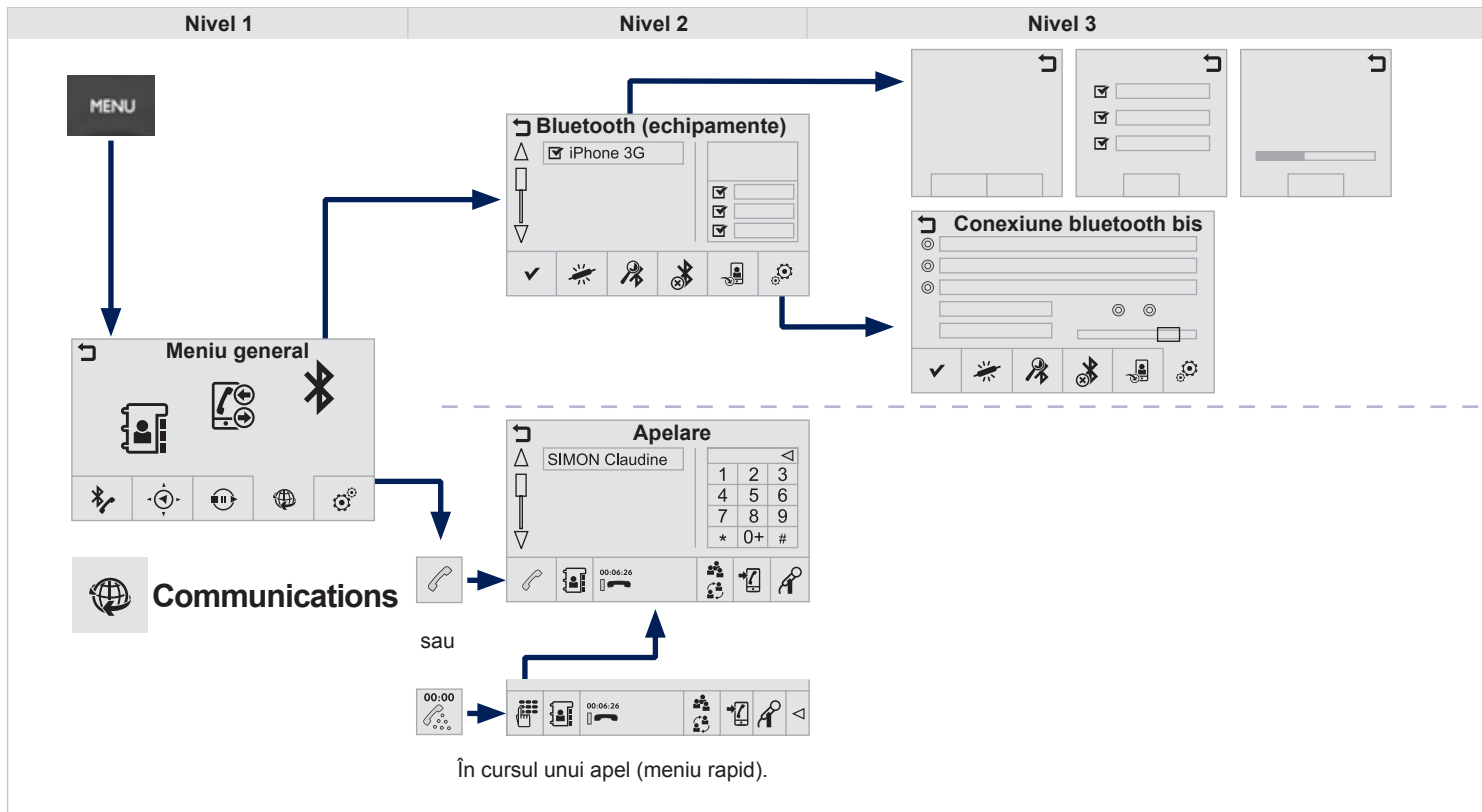 Nivel 1
Nivel 2
Nivel 3
MENU
Bluetooth (echipamente)
iPhone 3G
Conexiune bluetooth bis
Meniu general
Apelare
SIMON Claudine
1 2 3
4 5 6
7 8 9
* 0+ #
00:06:26
Communications
sau
00:00
00:06:26
În cursul unui apel (meniu rapid).